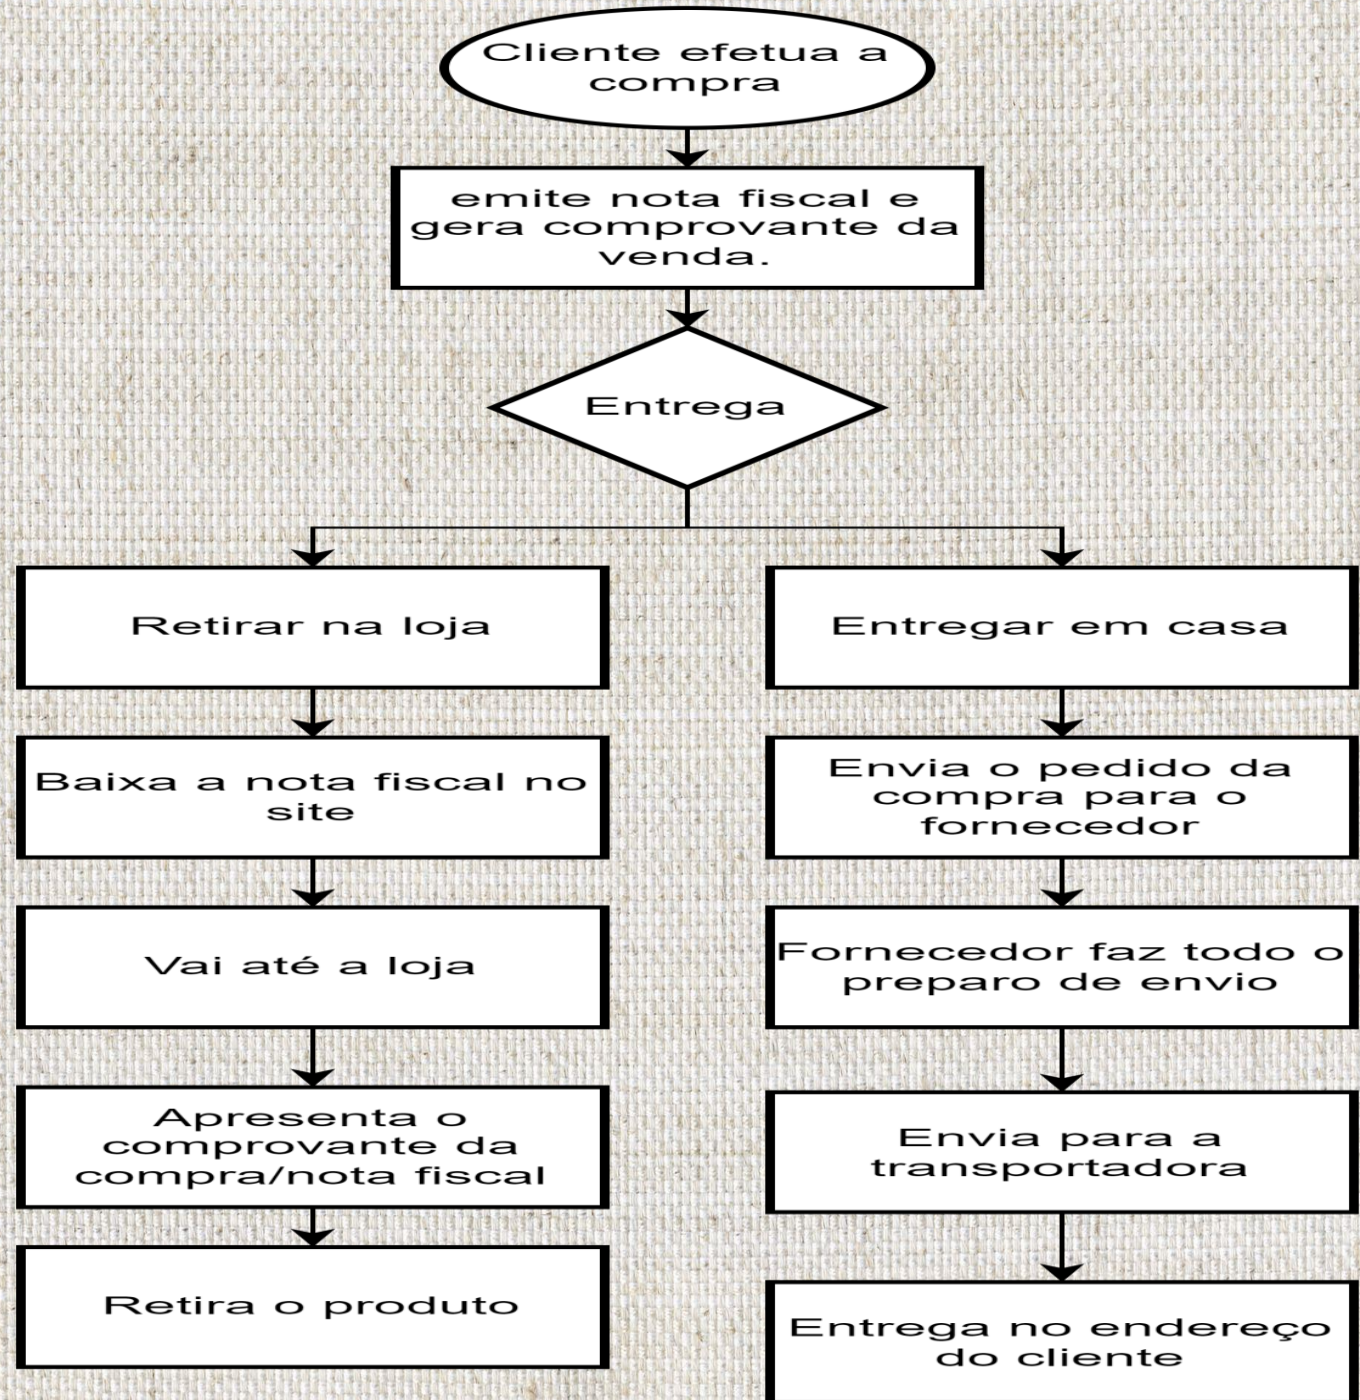 Cliente efetua a
compra
emite nota fiscal e
gera comprovante da
venda.
Entrega
Retirar na loja
Baixa a nota fiscal no
site
Vai até a loja
Apresenta o
comprovante da
compra/nota fiscal
Retira o produto
Entregar em casa
Envia o pedido da
compra para o
fornecedor
Fornecedor faz todo o
preparo de envio
Envia para a
transportadora
Entrega no endereço
do cliente